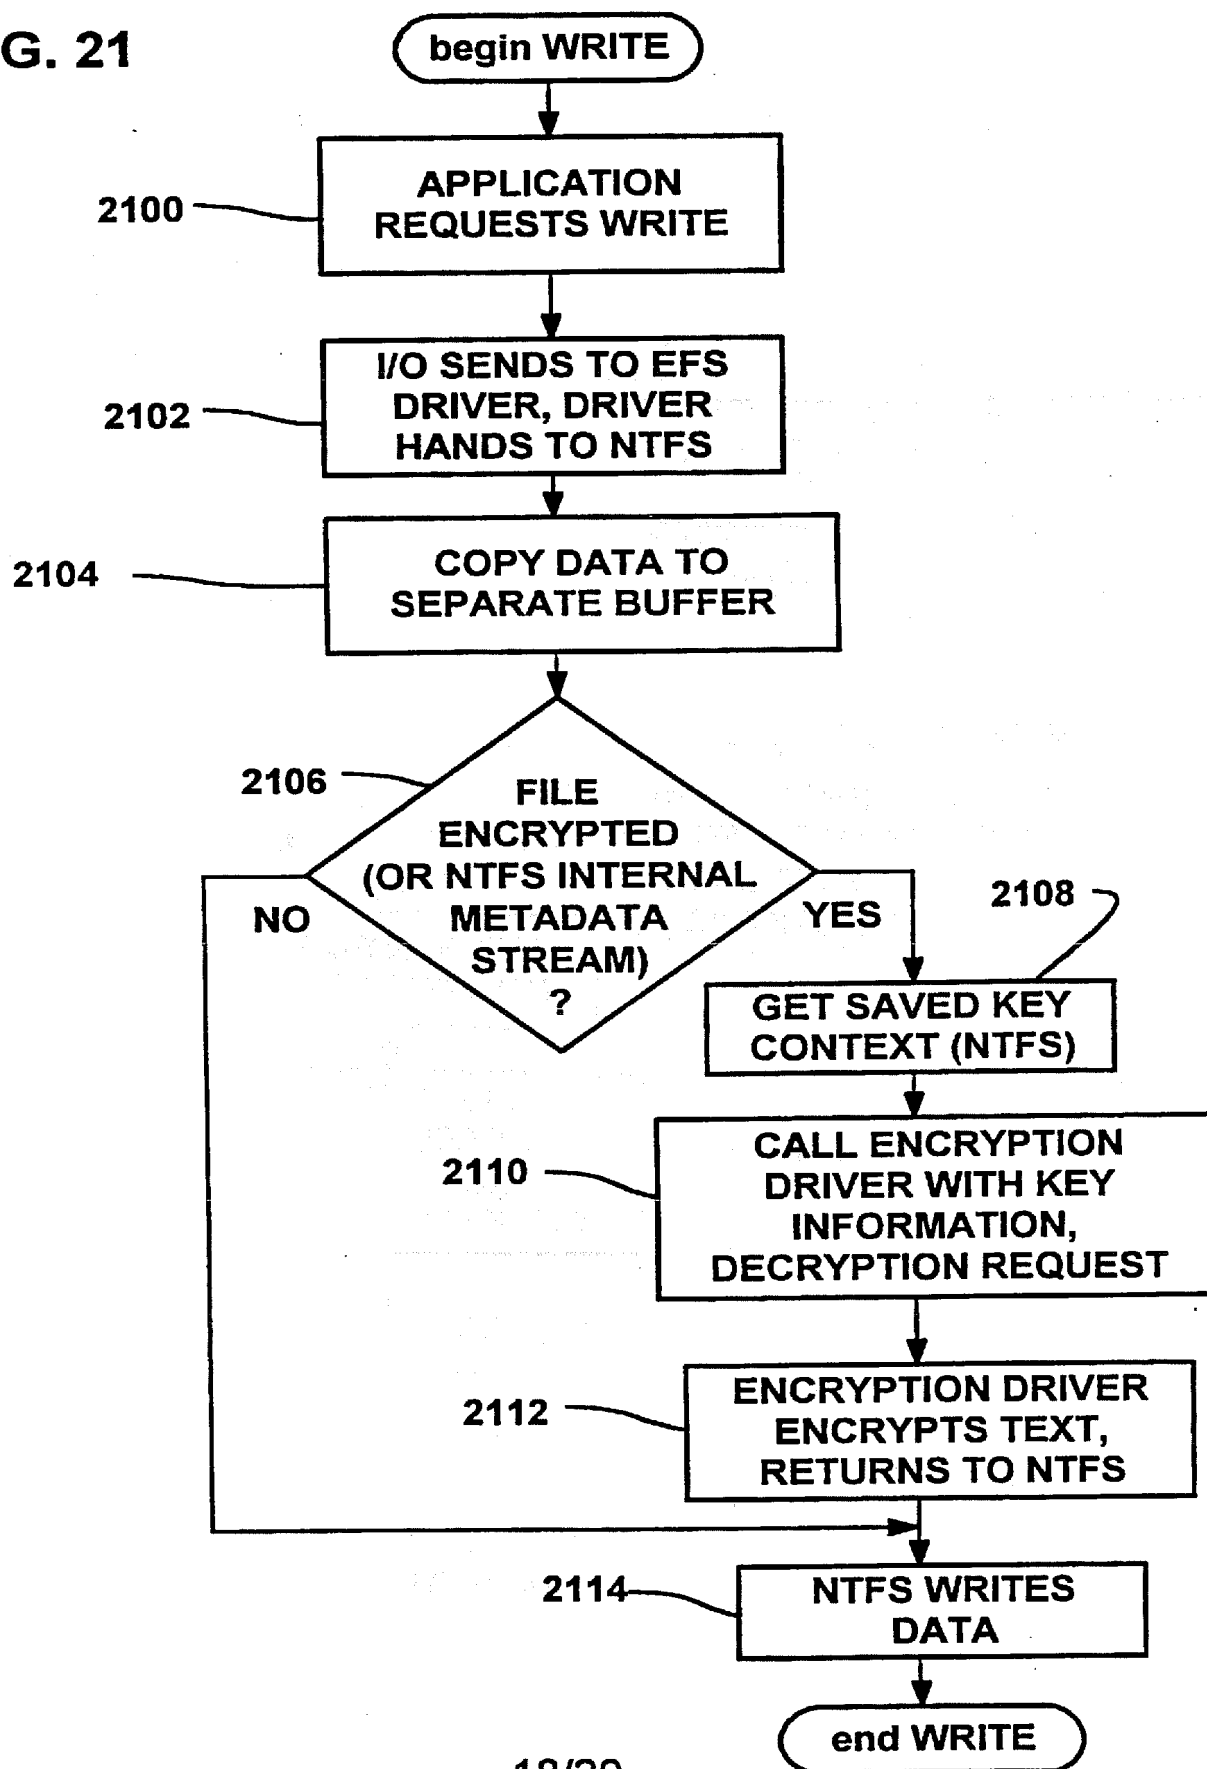 G. 21
begin WRITE
APPLICATION
REQUESTS WRITE
2100
I/O SENDS TO EFS
DRIVER, DRIVER
HANDS TO NTFS
2102
COPY DATA TO
SEPARATE BUFFER
2104
2106
FILE
ENCRYPTED
(OR NTFS INTERNAL
METADATA
STREAM)
?
NO
YES
2108
GET SAVED KEY
CONTEXT (NTFS)
2110
CALL ENCRYPTION
DRIVER WITH KEY
INFORMATION,
DECRYPTION REQUEST
2112
ENCRYPTION DRIVER
ENCRYPTS TEXT,
RETURNS TO NTFS
2114
NTFS WRITES
DATA
end WRITE